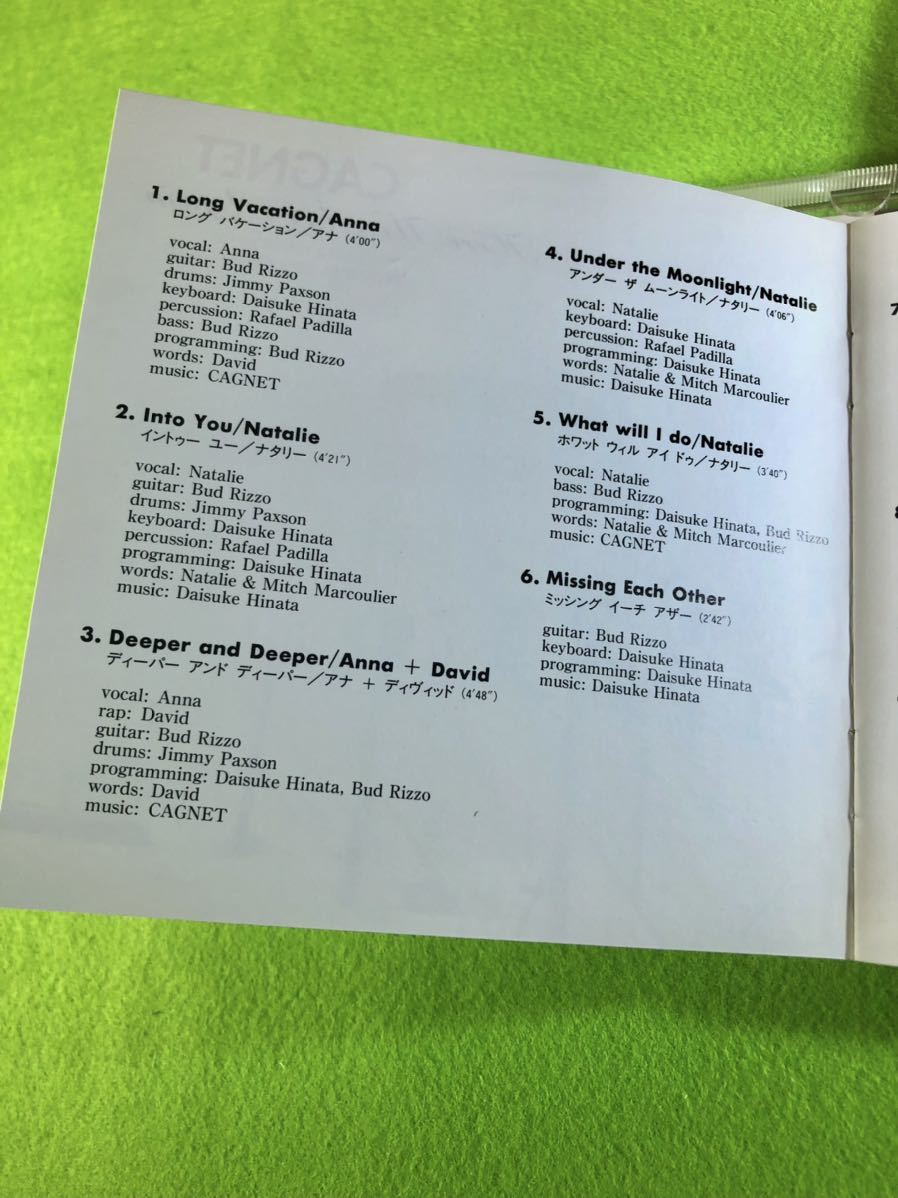 1. Long Vacation/Anna
ロング バケーション/アナ (4'00")
vocal: Anna
guitar: Bud Rizzo
drums: Jimmy Paxson
keyboard: Daisuke Hinata
percussion: Rafael Padilla
bass: Bud Rizzo
programming: Bud Rizzo
words: David
music: CAGNET
2. Into You/Natalie
イントゥー ユー/ナタリー (4'21")
vocal: Natalie
guitar: Bud Rizzo
drums: Jimmy Paxson
keyboard: Daisuke Hinata
percussion: Rafael Padilla
programming: Daisuke Hinata
words: Natalie & Mitch Marcoulier
music: Daisuke Hinata
3. Deeper and Deeper/Anna + David
ディーパー アンド ディーパー/アナ + ディヴィッド (4'48")
vocal: Anna
rap: David
guitar: Bud Rizzo
drums: Jimmy Paxson
programming: Daisuke Hinata, Bud Rizzo
words: David
music: CAGNET
4. Under the Moonlight/Natalie
アンダー ザ ムーンライト/ナタリー (4'06")
vocal: Natalie
keyboard: Daisuke Hinata
percussion: Rafael Padilla
programming: Daisuke Hinata
words: Natalie & Mitch Marcoulier
music: Daisuke Hinata
5. What will I do/Natalie
ホワット ウィル アイ ドゥ/ナタリー (3'40")
vocal: Natalie
bass: Bud Rizzo
programming: Daisuke Hinata, Bud Rizzo
words: Natalie & Mitch Marcoulier
music: CAGNET
6. Missing Each Other
ミッシング イーチ アザー (2'42")
guitar: Bud Rizzo
keyboard: Daisuke Hinata
programming: Daisuke Hinata
music: Daisuke Hinata
CAGNET
7
8